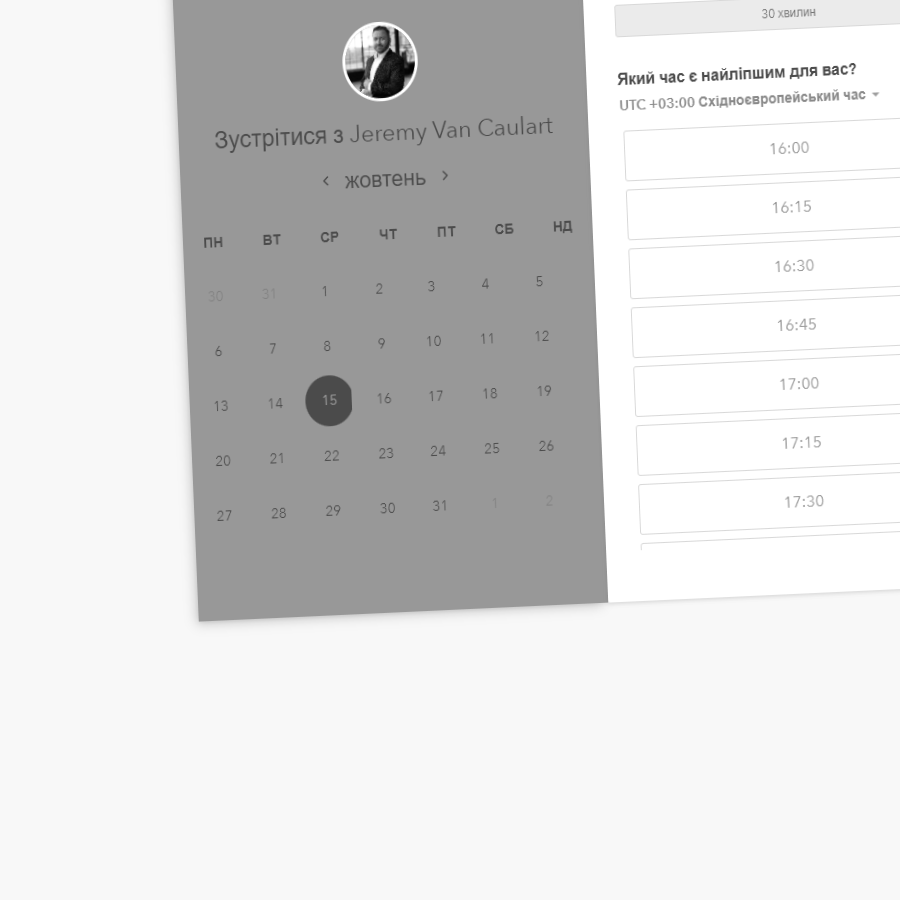 Зустрітися з Jeremy Van Caulart
жовтень
ПН ВТ СР ЧТ ПТ СБ НД
30 31 1 2 3 4 5
6 7 8 9 10 11 12
13 14 15 16 17 18 19
20 21 22 23 24 25 26
27 28 29 30 31 1 2
30 хвилин
Який час є найліпшим для вас?
UTC +03:00 Східноєвропейський час
16:00
16:15
16:30
16:45
17:00
17:15
17:30